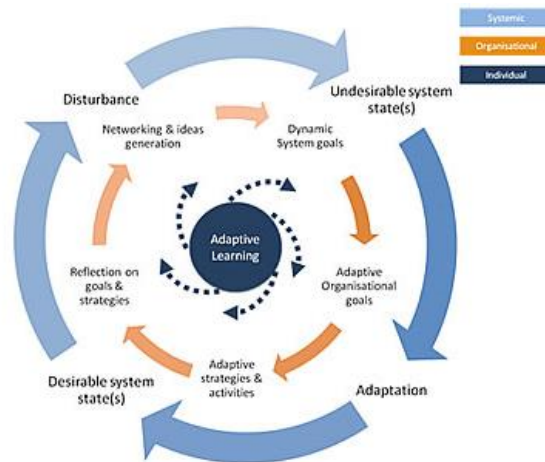 Systemic
Organisational
Individual
Disturbance
Undesirable system
state(s)
Networking & ideas
generation
Dynamic
System goals
Adaptive
Learning
Reflection on
goals &
strategies
Adaptive
Organisational
goals
Adaptive
strategies &
activities
Desirable system
state(s)
Adaptation